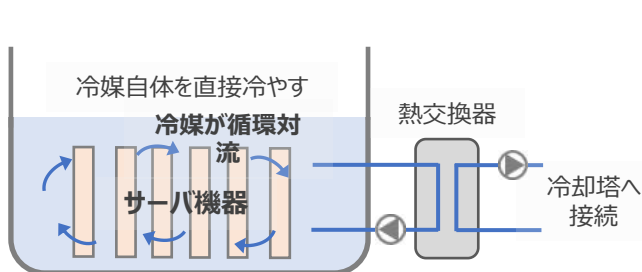 冷媒自体を直接冷やす
冷媒が循環対
流
サーバ機器
熱交換器
冷却塔へ
接続